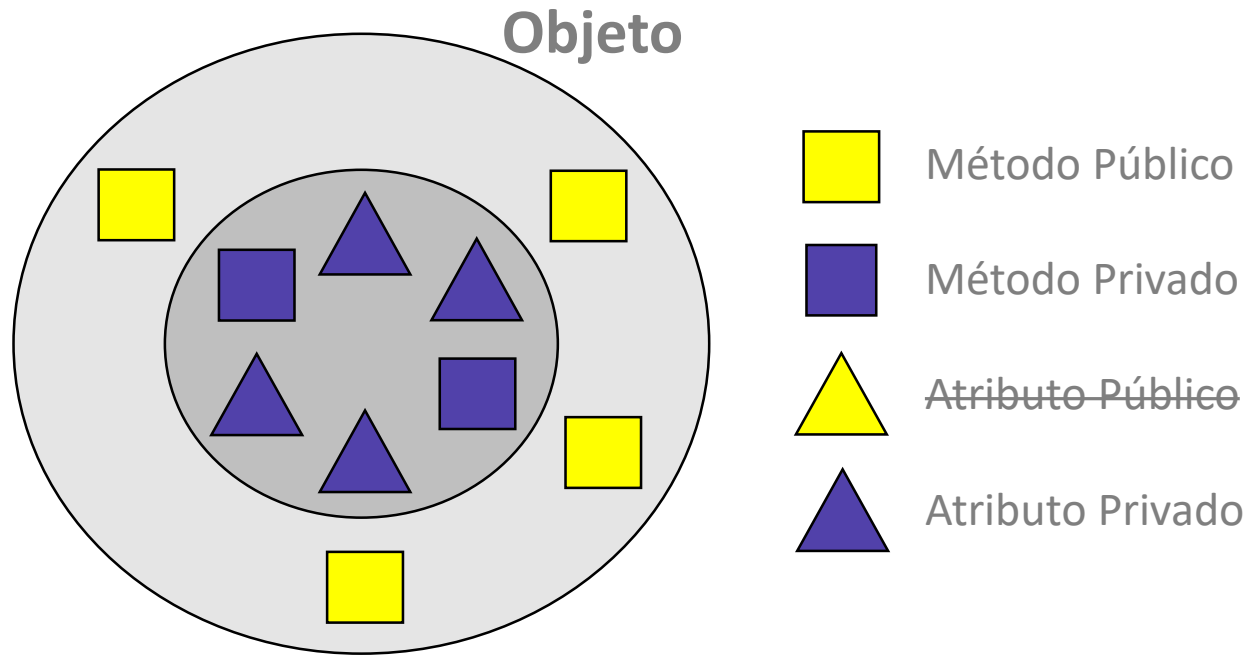 Objeto
Método Público
Método Privado
Atributo Público
Atributo Privado